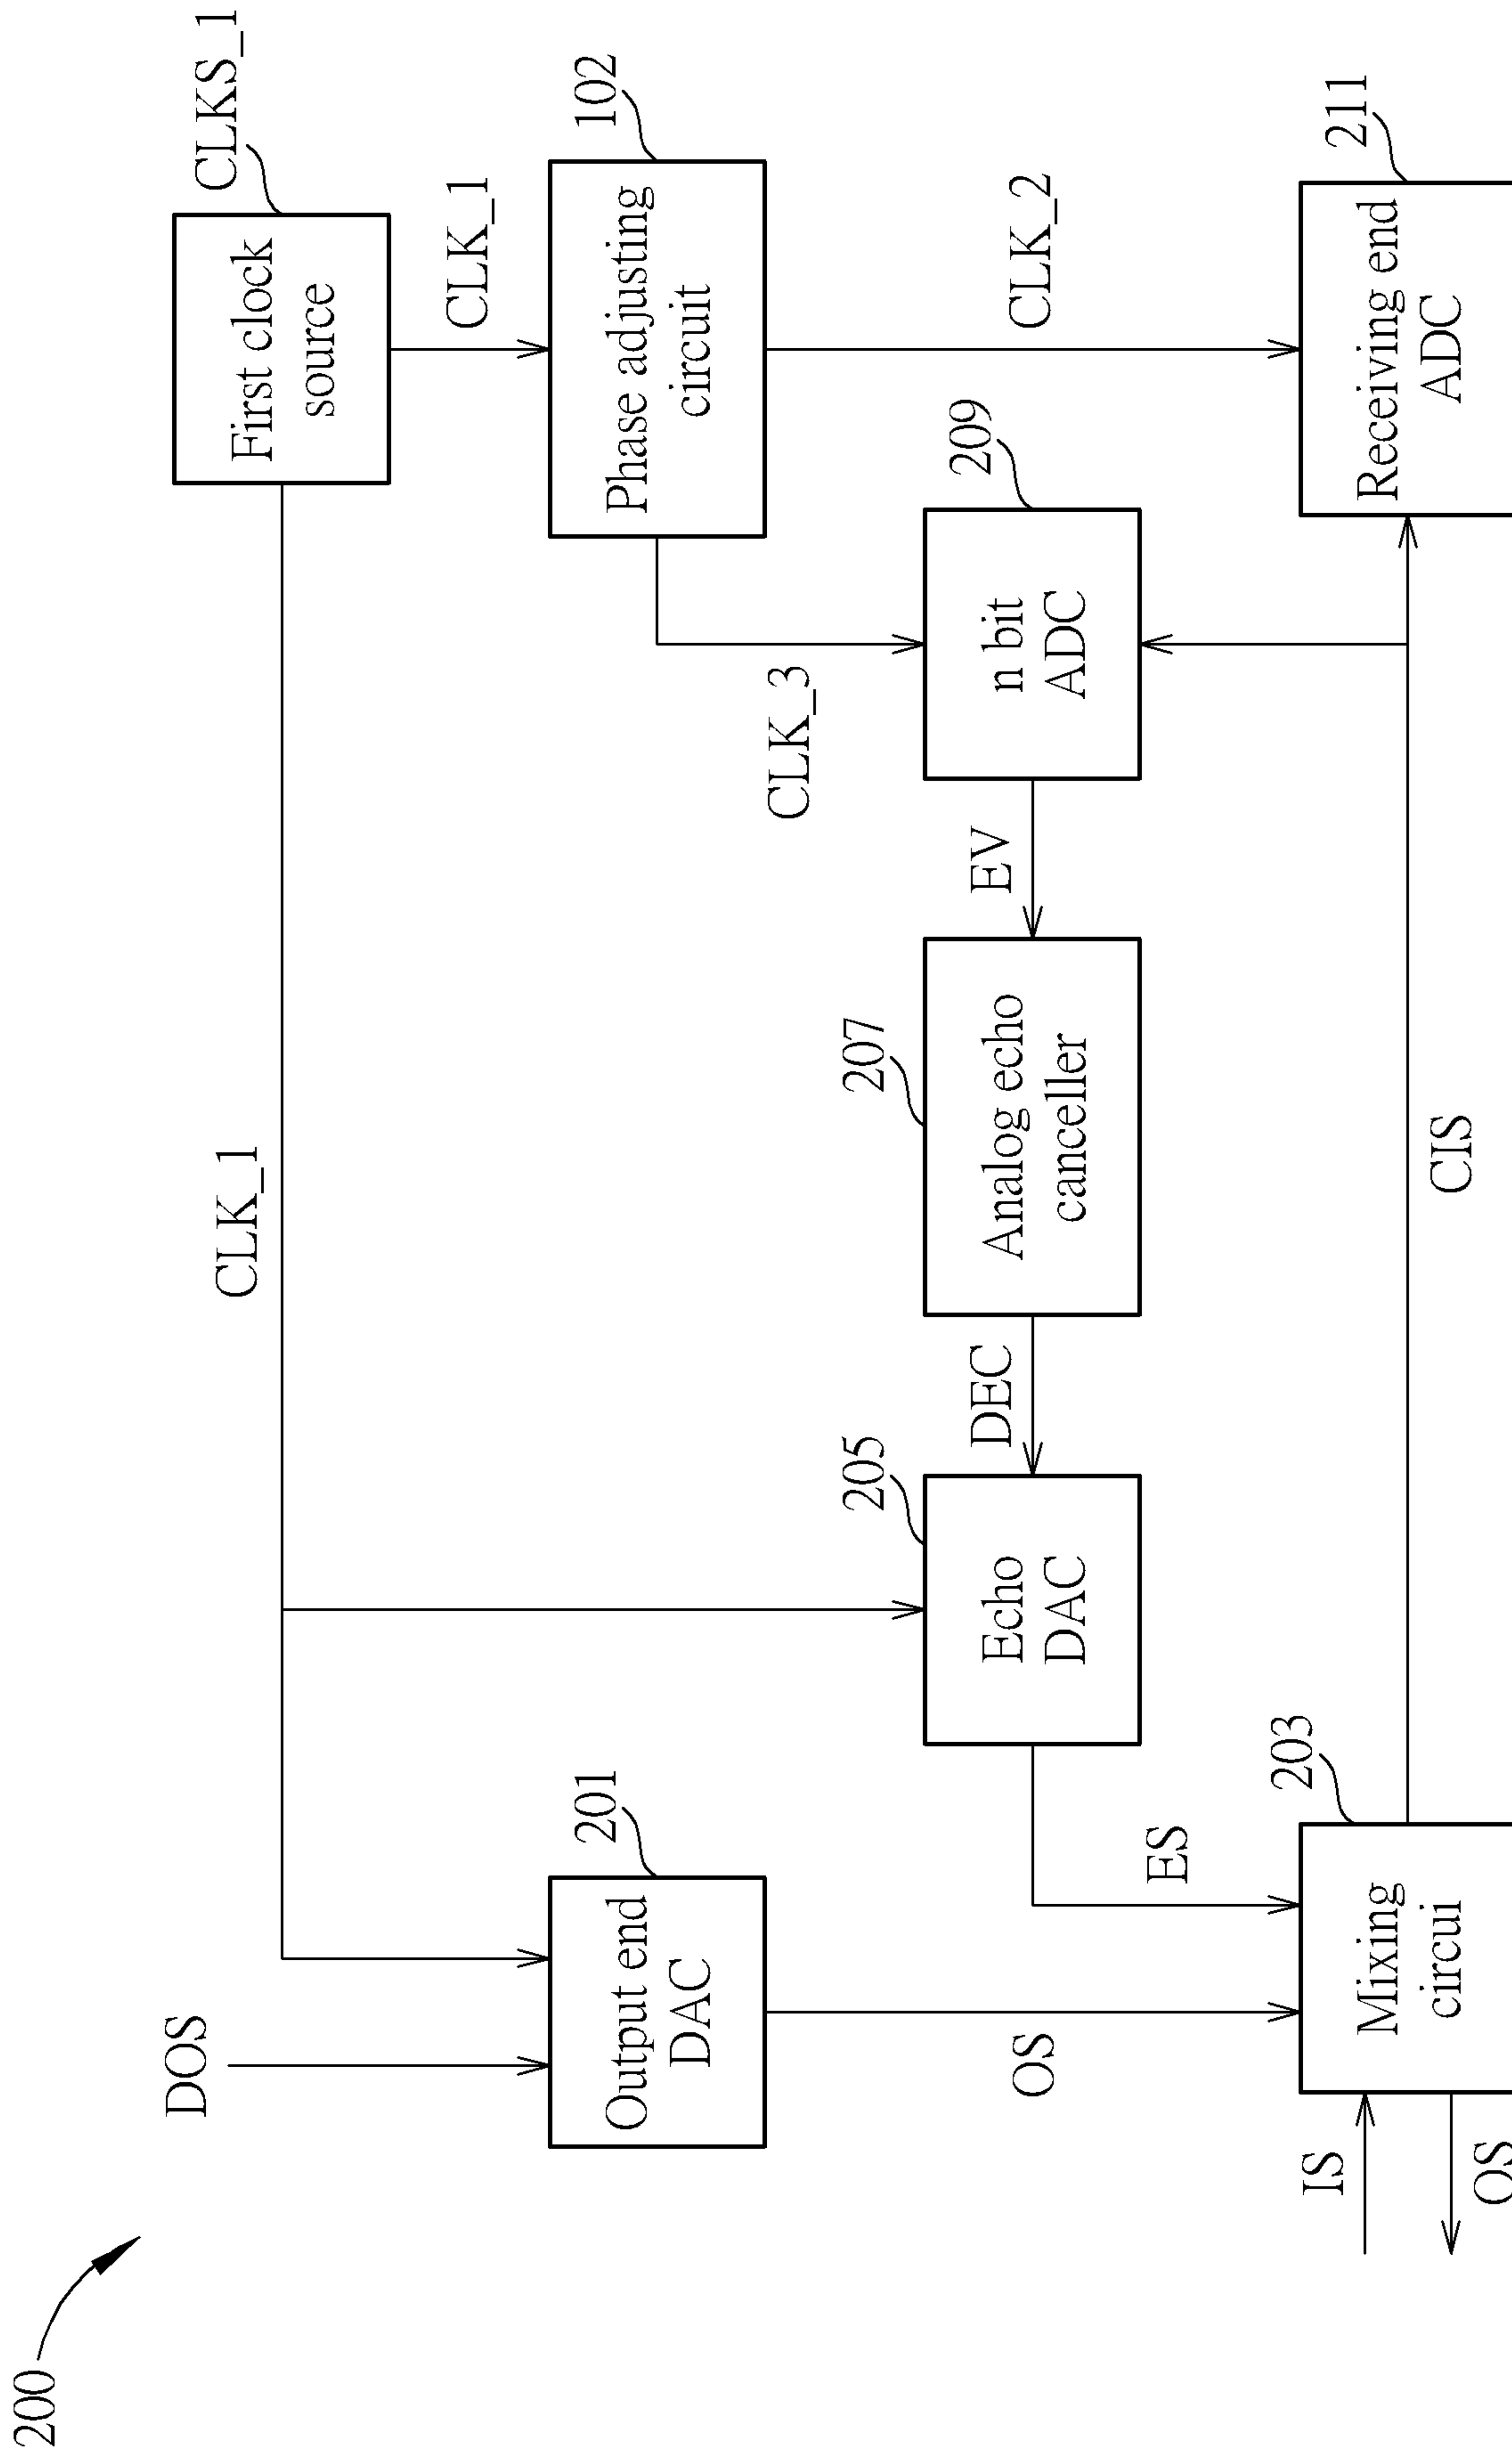 200
DOS
CLK_1
CLKS_1
First clock
source
CLK_1
201
Output end
DAC
102
Phase adjusting
circuit
CLK_3
CLK_2
OS
ES
205
Echo
DAC
DEC
207
Analog echo
canceller
EV
209
n bit
ADC
IS
OS
203
Mixing
circui
CIS
211
Receiving end
ADC